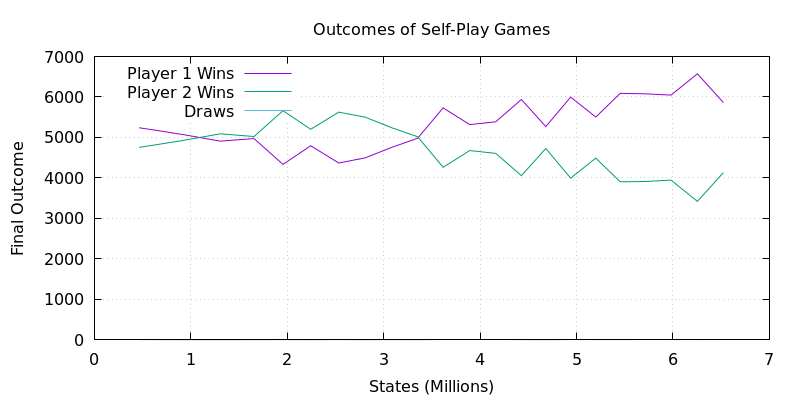 Outcomes of Self-Play Games
7000
6000
5000
4000
3000
2000
1000
0
Final Outcome
Player 1 Wins
Player 2 Wins
Draws
0 1 2 3 4 5 6 7
States (Millions)